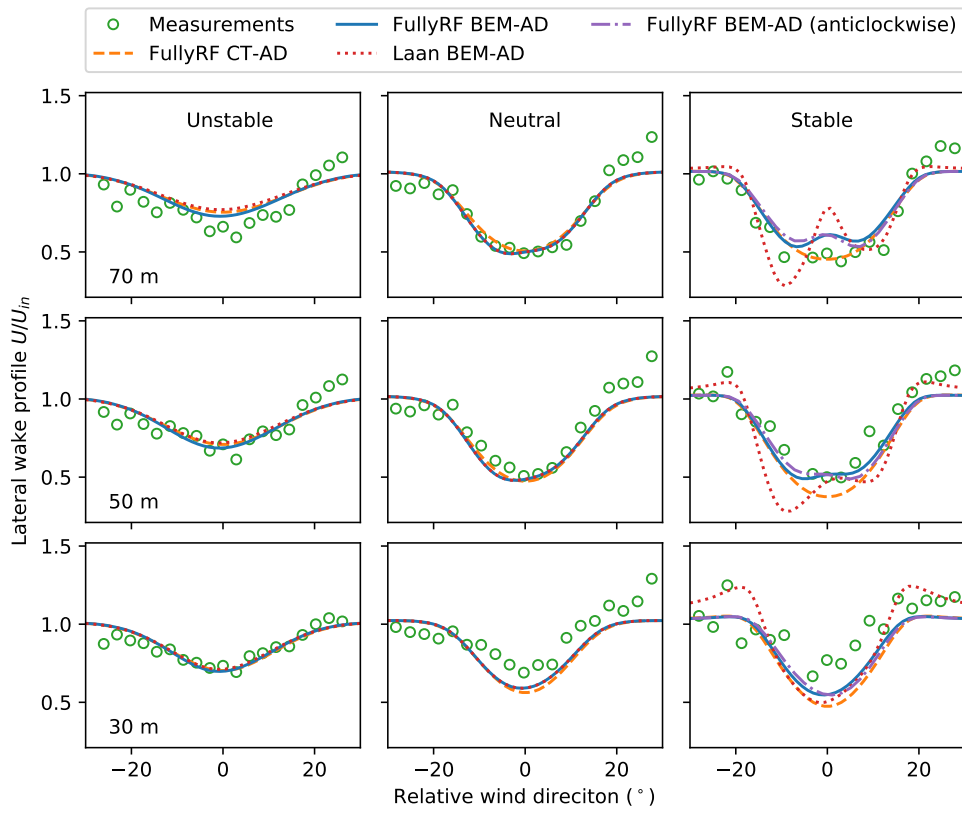 Measurements FullyRF BEM-AD FullyRF BEM-AD (anticlockwise)
FullyRF CT-AD Laan BEM-AD
Unstable Neutral Stable
1.5
1.0
0.5
70 m
1.5
1.0
0.5
50 m
1.5
1.0
0.5
30 m
Lateral wake profile U/U_in
−20 0 20 −20 0 20 −20 0 20
Relative wind direciton (°)